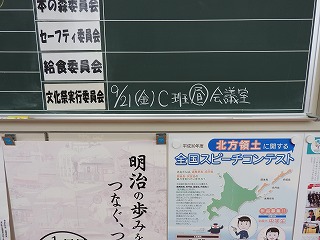 本の森委員会
セーフティ委員会
給食委員会
文化祭実行委員会
9/21(金) C班 昼 会議室
明治の歩みを
つなぐ、つ
平成30年度
北方領土に関する
全国スピーチコンテスト